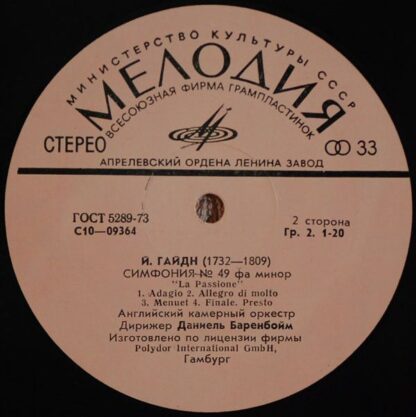 МИНИСТЕРСТВО КУЛЬТУРЫ СССР
МЕЛОДИЯ
ВСЕСОЮЗНАЯ ФИРМА ГРАМПЛАСТИНОК
СТЕРЕО
33
АПРЕЛЕВСКИЙ ОРДЕНА ЛЕНИНА ЗАВОД
ГОСТ 5289-73
С10—09364
2 сторона
Гр. 2. 1-20
Й. ГАЙДН (1732—1809)
СИМФОНИЯ № 49 фа минор
"La Passione"
1. Adagio 2. Allegro di molto
3. Menuet 4. Finale. Presto
Английский камерный оркестр
Дирижер Даниель Баренбойм
Изготовлено по лицензии фирмы
Polydor International GmbH,
Гамбург